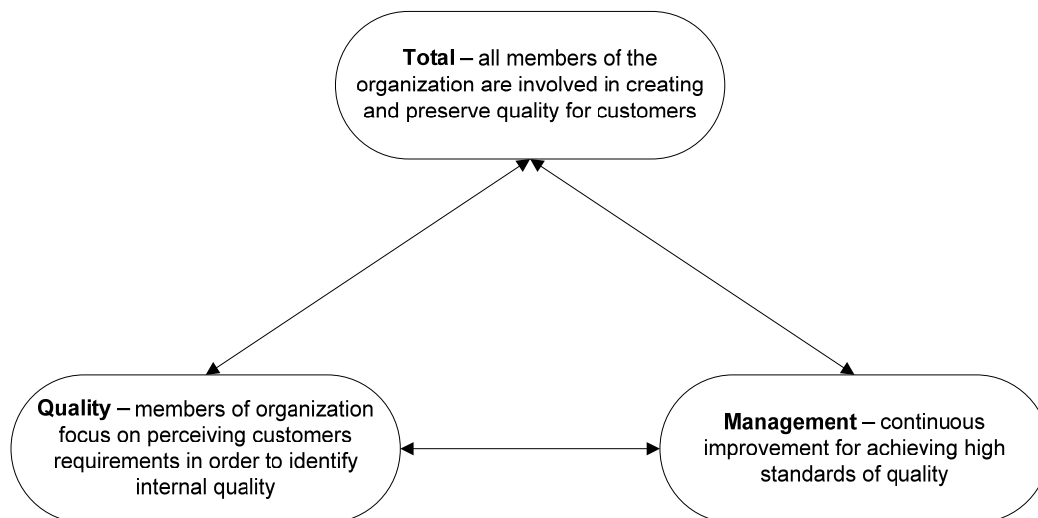 Total – all members of the
organization are involved in creating
and preserve quality for customers
Quality – members of organization
focus on perceiving customers
requirements in order to identify
internal quality
Management – continuous
improvement for achieving high
standards of quality